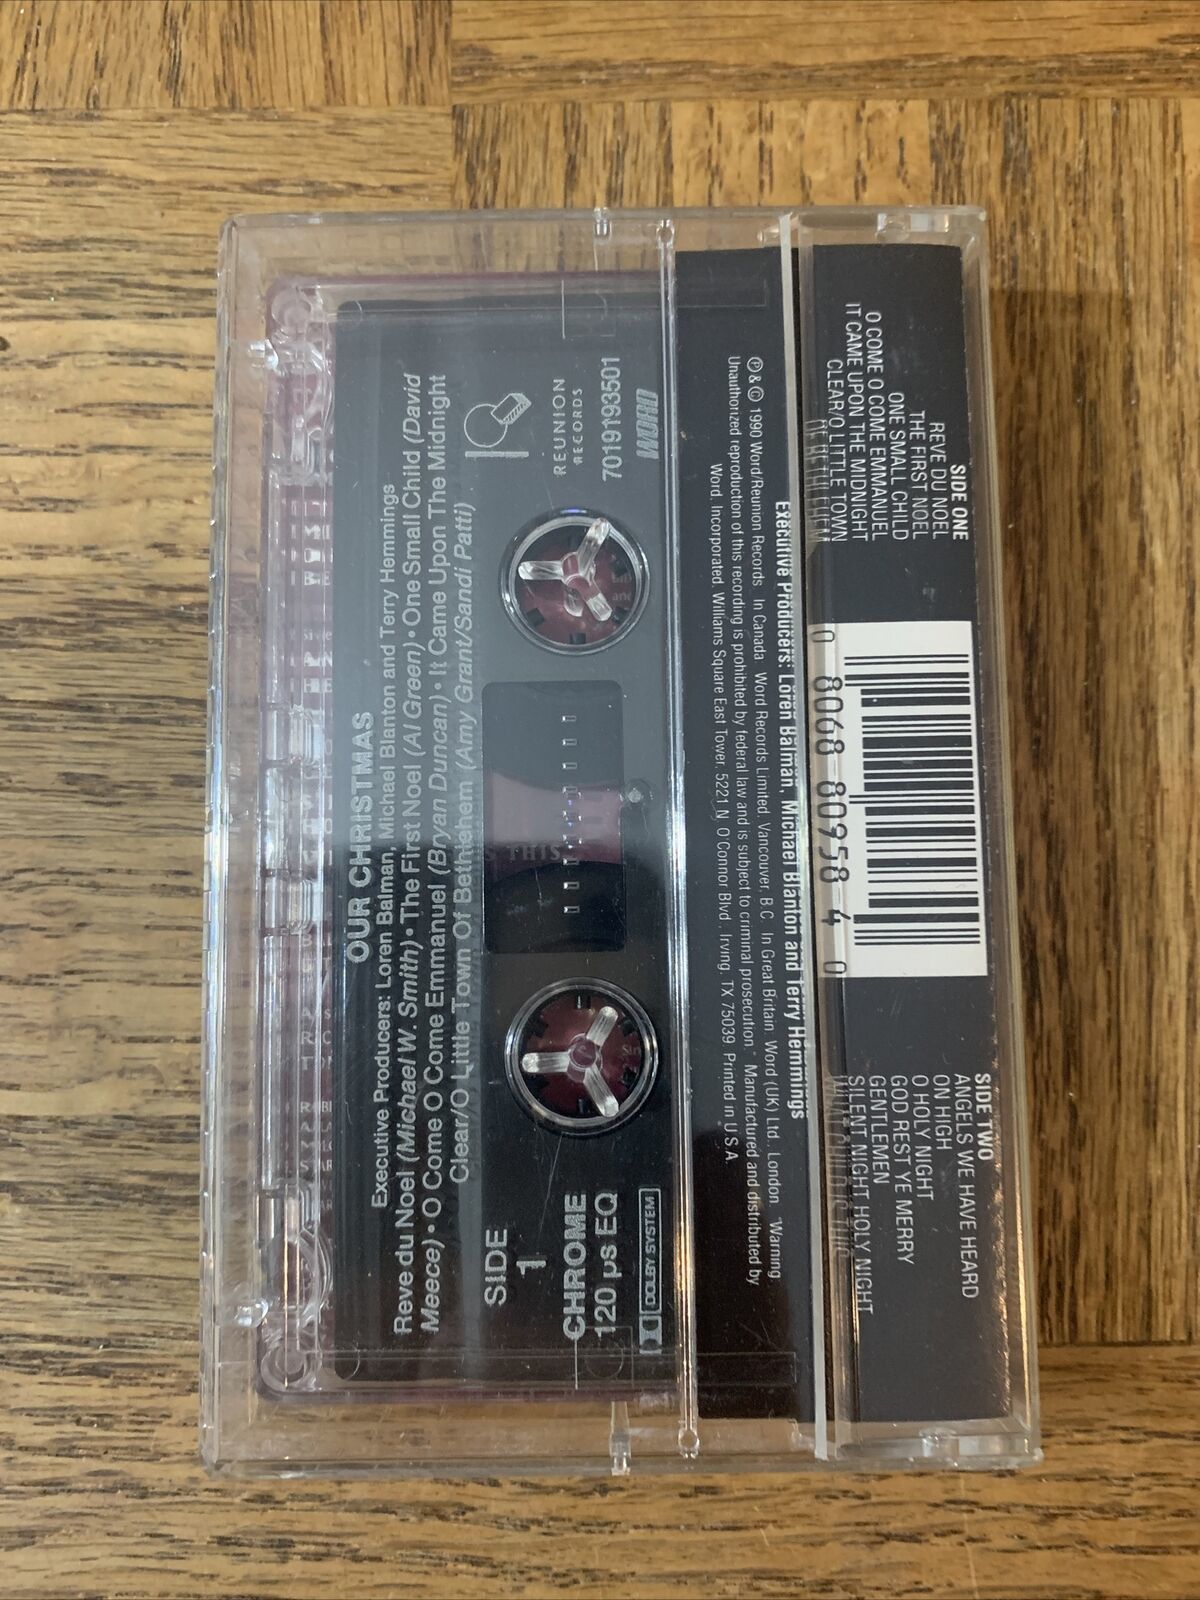 OUR CHRISTMAS
Executive Producers: Loren Balman, Michael Blanton and Terry Hemmings
Reve du Noel (Michael W. Smith) • The First Noel (Al Green) • One Small Child (David
Meece) • O Come O Come Emmanuel (Bryan Duncan) • It Came Upon The Midnight
Clear/O Little Town Of Bethlehem (Amy Grant/Sandi Patti)
SIDE
1
CHROME
120 µs EQ
DOLBY SYSTEM
REUNION
RECORDS
7019193501
WORD
THIS
Executive Producers: Loren Balman, Michael Blanton and Terry Hemmings
℗ & © 1990 Word/Reunion Records. In Canada Word Records Limited, Vancouver, B.C. In Great Britain, Word (UK) Ltd., London. "Warning.
Unauthorized reproduction of this recording is prohibited by federal law and is subject to criminal prosecution." Manufactured and distributed by
Word, Incorporated, Williams Square East Tower, 5221 N. O'Connor Blvd., Irving, TX 75039. Printed in U.S.A.
SIDE ONE
REVE DU NOEL
THE FIRST NOEL
ONE SMALL CHILD
O COME O COME EMMANUEL
IT CAME UPON THE MIDNIGHT
CLEAR/O LITTLE TOWN
OF BETHLEHEM
0 8068 80958 4 0
SIDE TWO
ANGELS WE HAVE HEARD
ON HIGH
O HOLY NIGHT
GOD REST YE MERRY
GENTLEMEN
SILENT NIGHT HOLY NIGHT
WHAT CHILD IS THIS